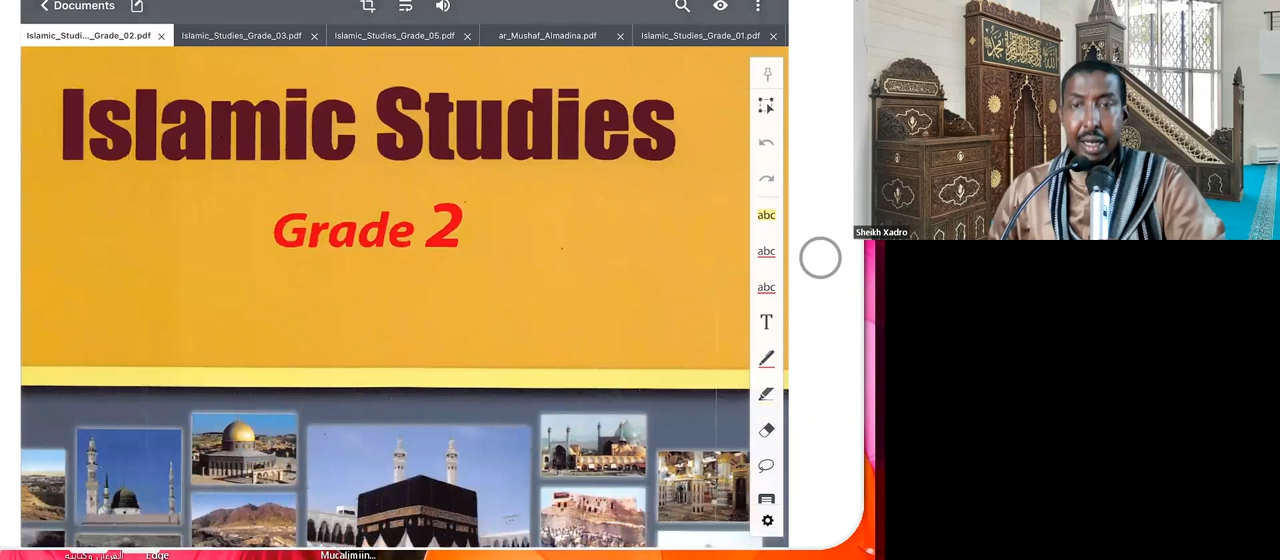 Documents
Islamic_Studi..._Grade_02.pdf
Islamic_Studies_Grade_03.pdf
Islamic_Studies_Grade_05.pdf
ar_Mushaf_Almadina.pdf
Islamic_Studies_Grade_01.pdf
Islamic Studies
Grade 2
abc
abc
abc
T
Sheikh Xadro
Edge
Mucalimiin...